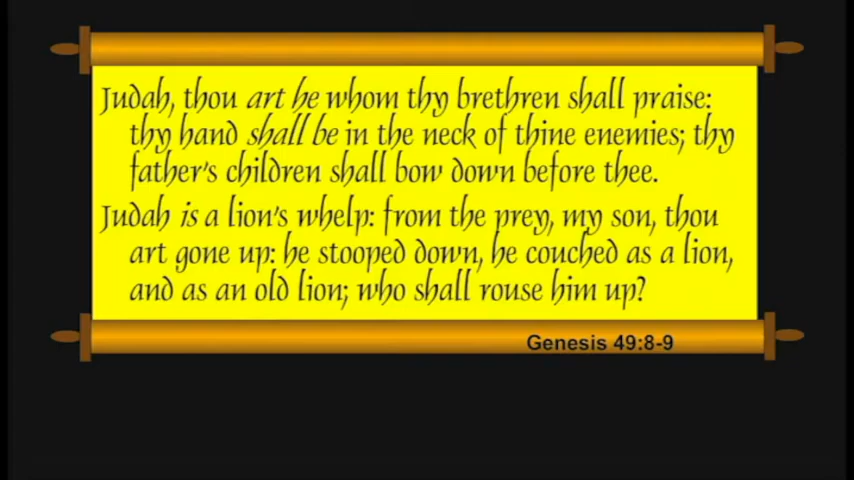 Judah, thou art he whom thy brethren shall praise:
thy hand shall be in the neck of thine enemies; thy
father's children shall bow down before thee.
Judah is a lion's whelp: from the prey, my son, thou
art gone up: he stooped down, he couched as a lion,
and as an old lion; who shall rouse him up?
Genesis 49:8-9